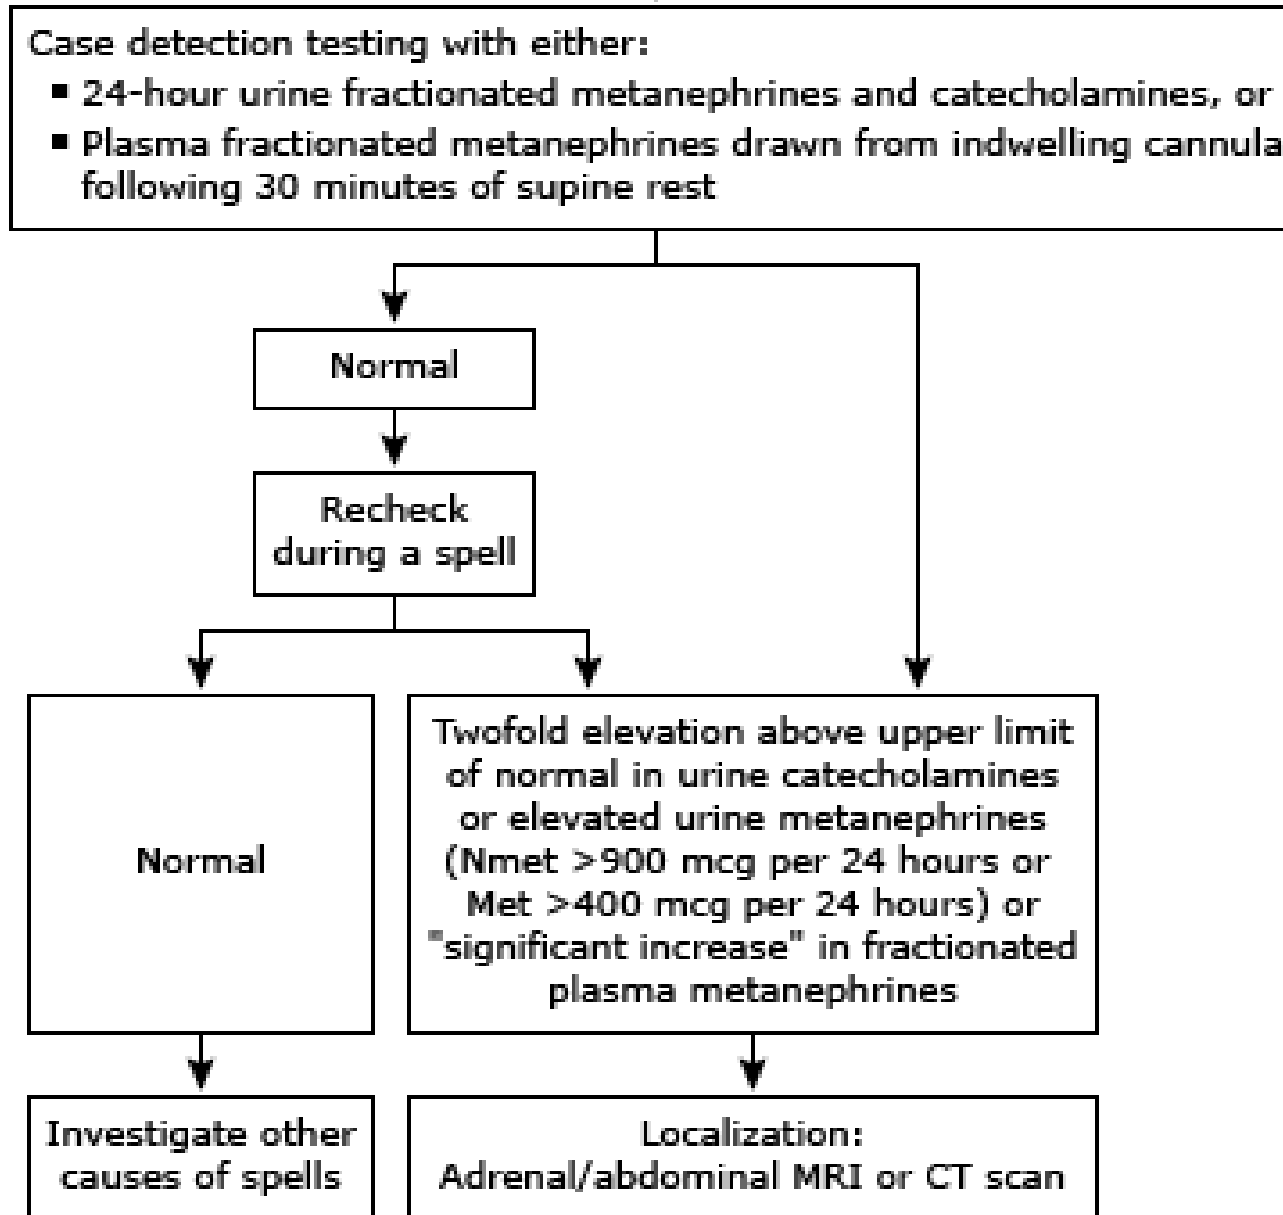 Case detection testing with either:
▪ 24-hour urine fractionated metanephrines and catecholamines, or
▪ Plasma fractionated metanephrines drawn from indwelling cannula
following 30 minutes of supine rest
Normal
Recheck
during a spell
Normal
Twofold elevation above upper limit
of normal in urine catecholamines
or elevated urine metanephrines
(Nmet >900 mcg per 24 hours or
Met >400 mcg per 24 hours) or
"significant increase" in fractionated
plasma metanephrines
Investigate other
causes of spells
Localization:
Adrenal/abdominal MRI or CT scan